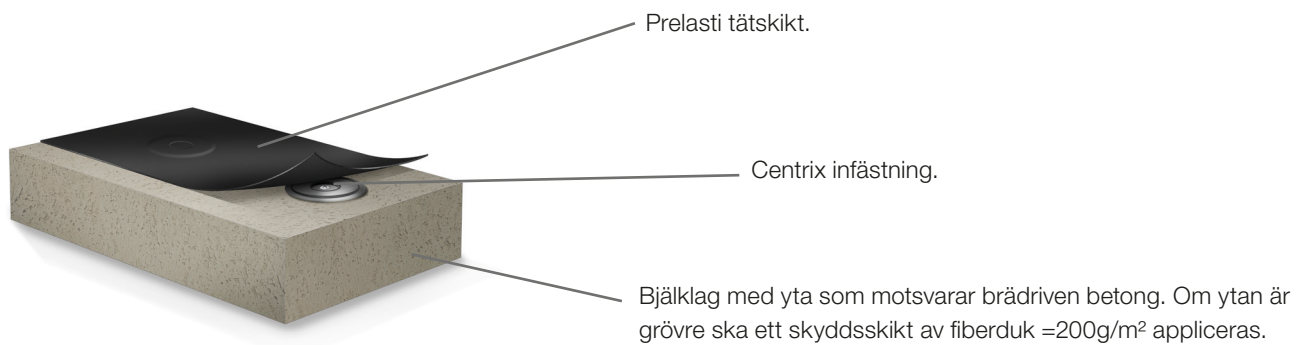 Prelasti tätskikt.
Centrix infästning.
Bjälklag med yta som motsvarar brädriven betong. Om ytan är
grövre ska ett skyddsskikt av fiberduk =200g/m² appliceras.